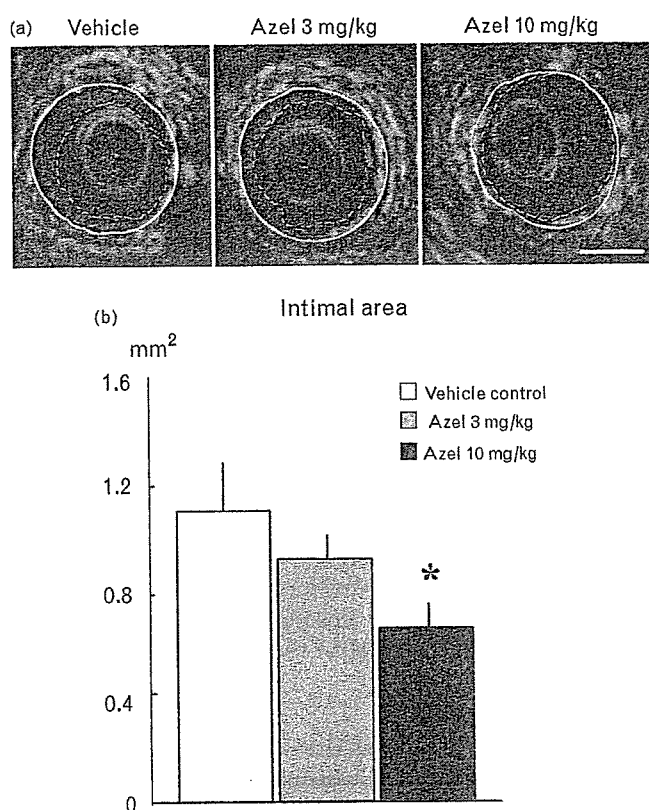 (a) Vehicle Azel 3 mg/kg Azel 10 mg/kg
(b) Intimal area
mm²
1.6
1.2
0.8
0.4
0
Vehicle control
Azel 3 mg/kg
Azel 10 mg/kg
*